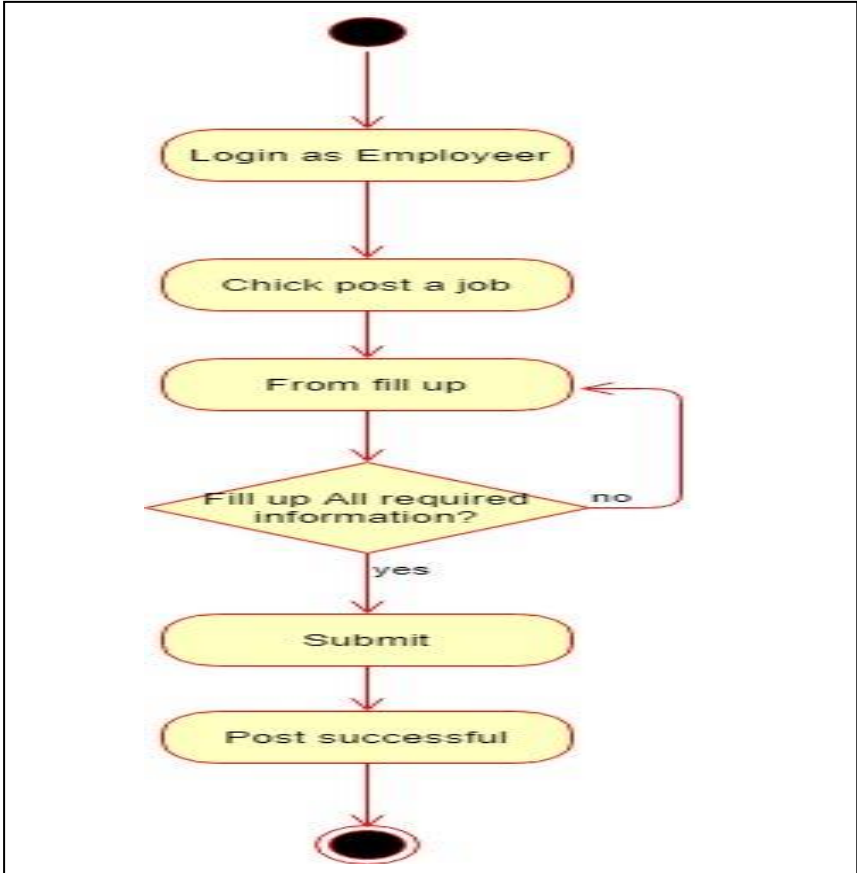 Login as Employeer
Chick post a job
From fill up
Fill up All required
information?
no
yes
Submit
Post successful